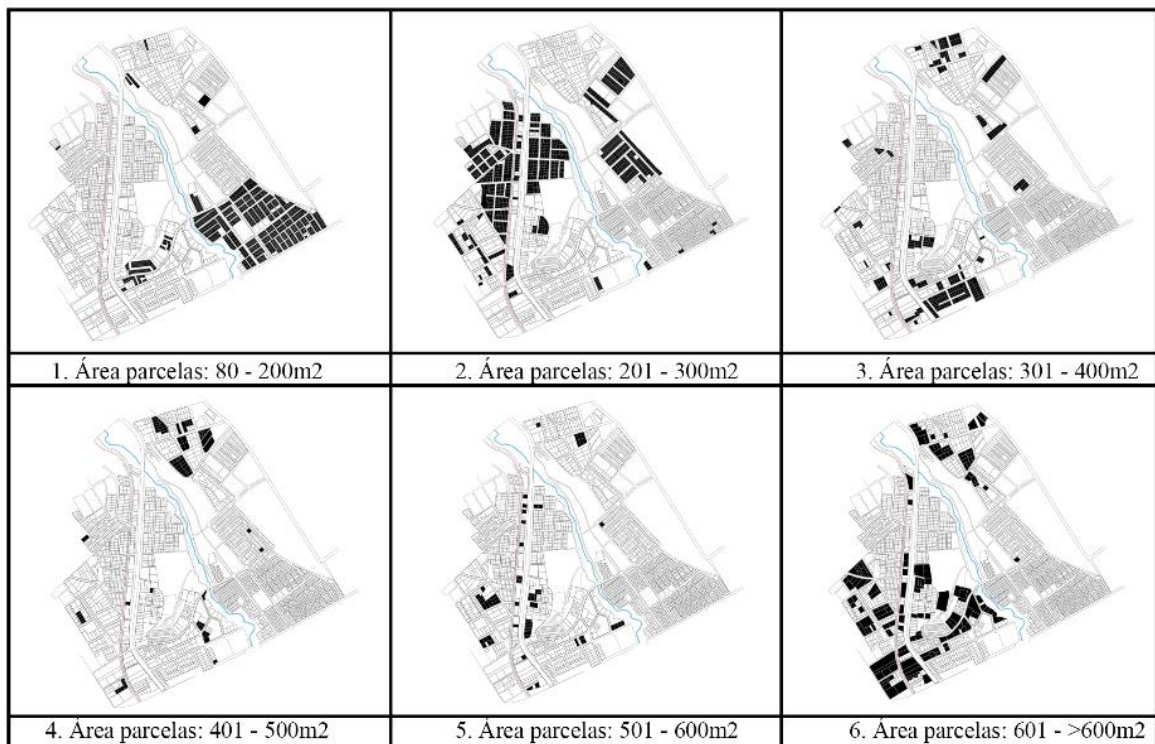 1. Área parcelas: 80 - 200m2
2. Área parcelas: 201 - 300m2
3. Área parcelas: 301 - 400m2
4. Área parcelas: 401 - 500m2
5. Área parcelas: 501 - 600m2
6. Área parcelas: 601 - >600m2